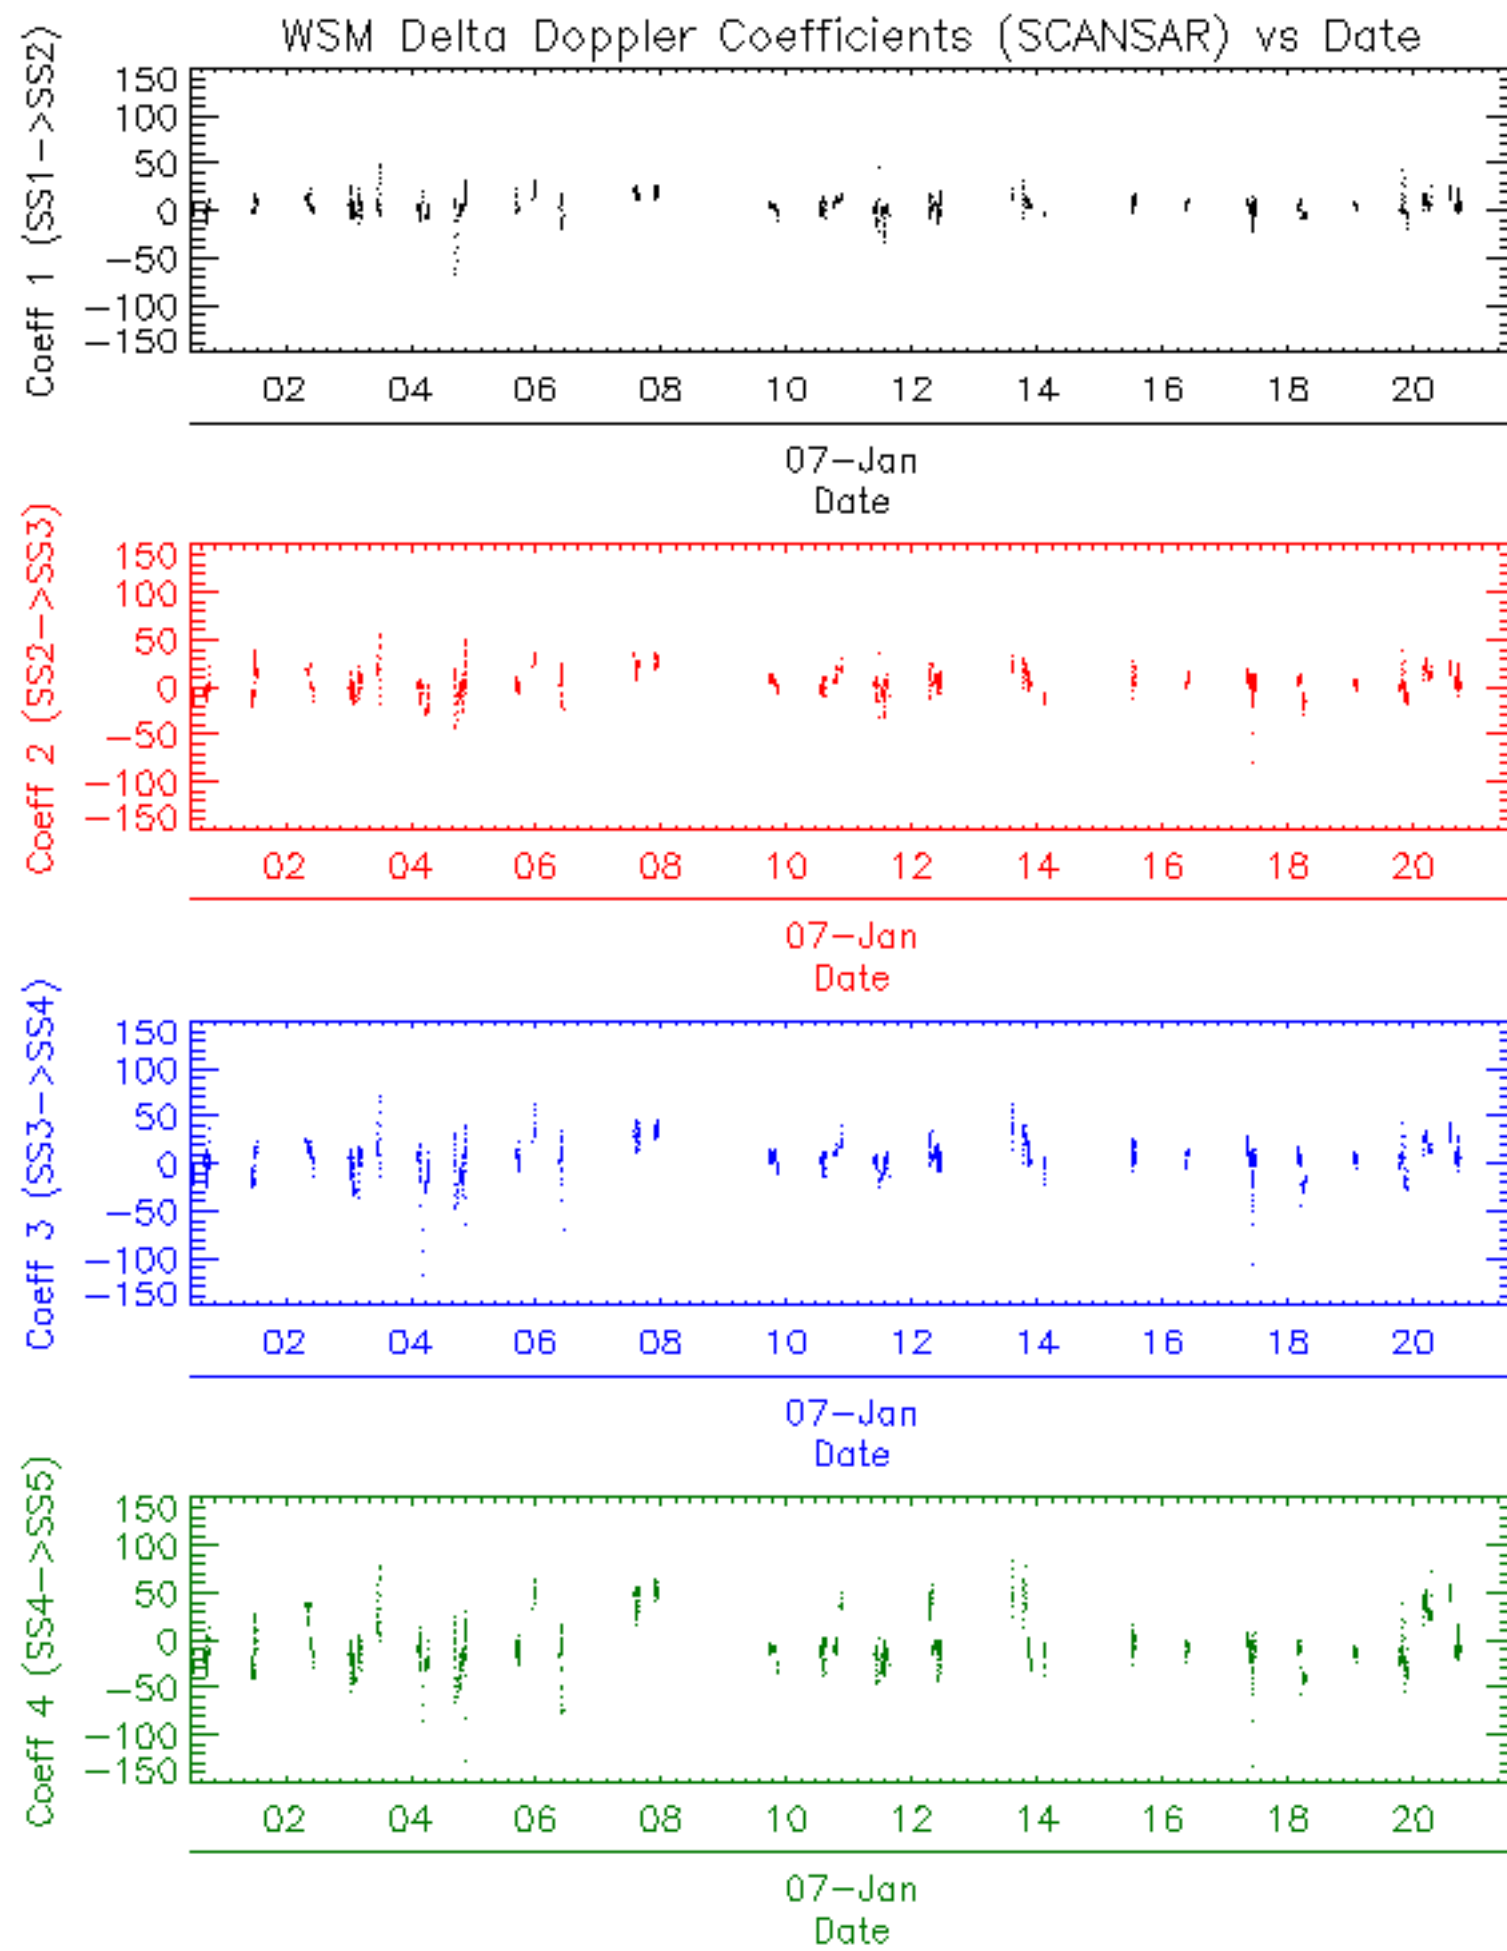 WSM Delta Doppler Coefficients (SCANSAR) vs Date
Coeff 1 (SS1->SS2)
150
100
50
0
-50
-100
-150
02 04 06 08 10 12 14 16 18 20
07-Jan
Date
Coeff 2 (SS2->SS3)
150
100
50
0
-50
-100
-150
02 04 06 08 10 12 14 16 18 20
07-Jan
Date
Coeff 3 (SS3->SS4)
150
100
50
0
-50
-100
-150
02 04 06 08 10 12 14 16 18 20
07-Jan
Date
Coeff 4 (SS4->SS5)
150
100
50
0
-50
-100
-150
02 04 06 08 10 12 14 16 18 20
07-Jan
Date